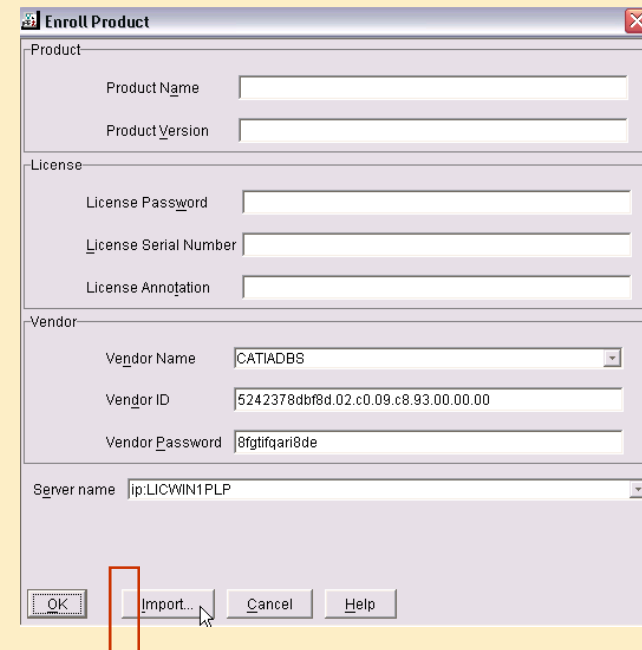 Enroll Product
Product
Product Name
Product Version
License
License Password
License Serial Number
License Annotation
Vendor
Vendor Name CATIADBS
Vendor ID 5242378dbf8d.02.c0.09.c8.93.00.00.00
Vendor Password 8fgtifqari8de
Server name ip:LICWIN1PLP
OK Import... Cancel Help